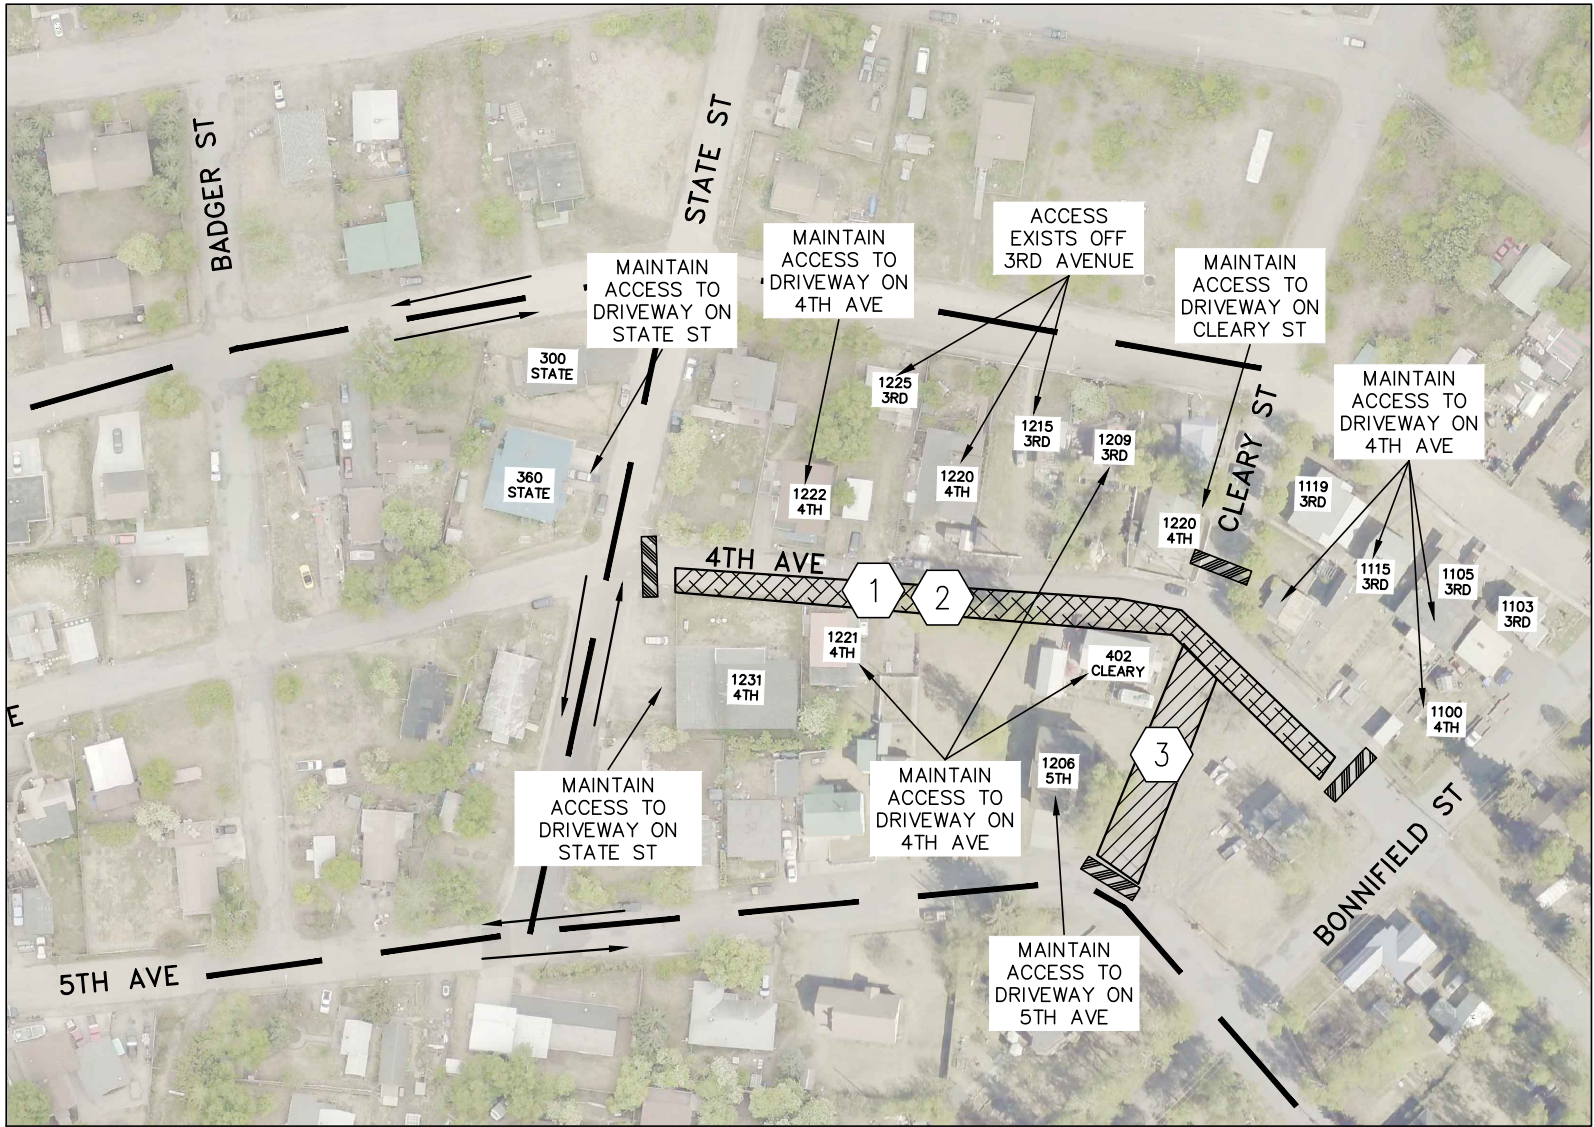 BADGER ST
STATE ST
MAINTAIN
ACCESS TO
DRIVEWAY ON
STATE ST
MAINTAIN
ACCESS TO
DRIVEWAY ON
4TH AVE
ACCESS
EXISTS OFF
3RD AVENUE
MAINTAIN
ACCESS TO
DRIVEWAY ON
CLEARY ST
MAINTAIN
ACCESS TO
DRIVEWAY ON
4TH AVE
300
STATE
360
STATE
1225
3RD
1222
4TH
1220
4TH
1215
3RD
1209
3RD
1220
4TH
CLEARY ST
1119
3RD
1115
3RD
1105
3RD
1103
3RD
1100
4TH
4TH AVE
1
2
3
1221
4TH
1231
4TH
402
CLEARY
1206
5TH
E
MAINTAIN
ACCESS TO
DRIVEWAY ON
STATE ST
MAINTAIN
ACCESS TO
DRIVEWAY ON
4TH AVE
MAINTAIN
ACCESS TO
DRIVEWAY ON
5TH AVE
BONNIFIELD ST
5TH AVE